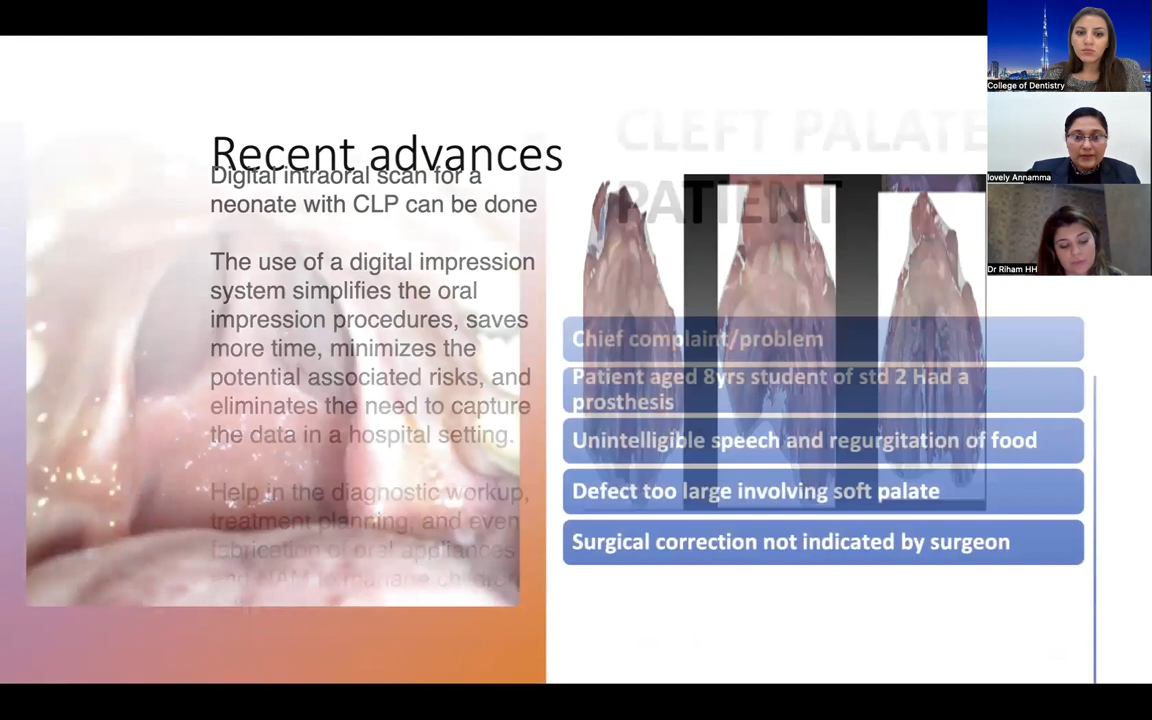 Recent advances
Digital intraoral scan for a
neonate with CLP can be done
The use of a digital impression
system simplifies the oral
impression procedures, saves
more time, minimizes the
potential associated risks, and
eliminates the need to capture
the data in a hospital setting.
Help in the diagnostic workup,
treatment planning, and even
fabrication of oral appliances
and NAM to manage
CLEFT PALATE
PATIENT
Chief complaint/problem
Patient aged 8yrs student of std 2 Had a
prosthesis
Unintelligible speech and regurgitation of food
Defect too large involving soft palate
Surgical correction not indicated by surgeon
College of Dentistry
lovely Annamma
Dr Riham HH